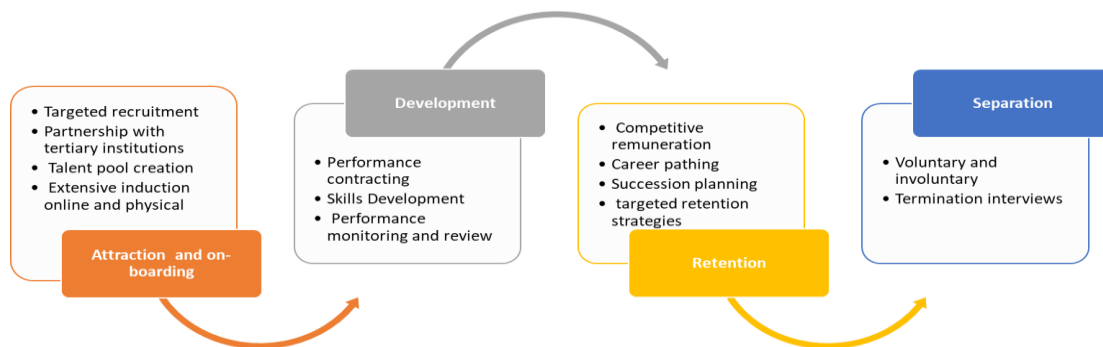 • Targeted recruitment
• Partnership with
tertiary institutions
• Talent pool creation
• Extensive induction
online and physical
Attraction and on-
boarding
Development
• Performance
contracting
• Skills Development
• Performance
monitoring and review
• Competitive
remuneration
• Career pathing
• Succession planning
• targeted retention
strategies
Retention
Separation
• Voluntary and
involuntary
• Termination interviews